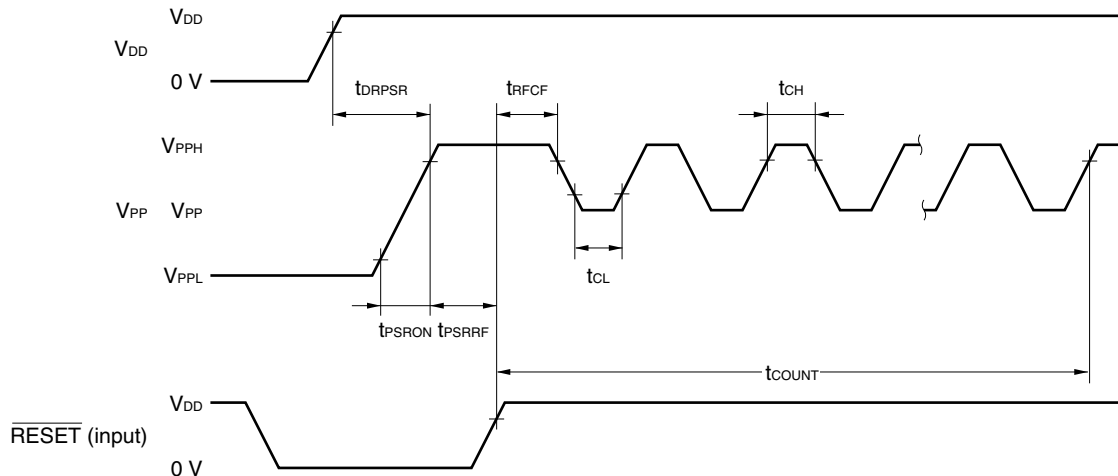 VDD
VDD
0 V
tDRPSR
tRFCF
tCH
VPPH
VPP VPP
tCL
VPPL
tPSRON tPSRRF
tCOUNT
VDD
RESET (input)
0 V